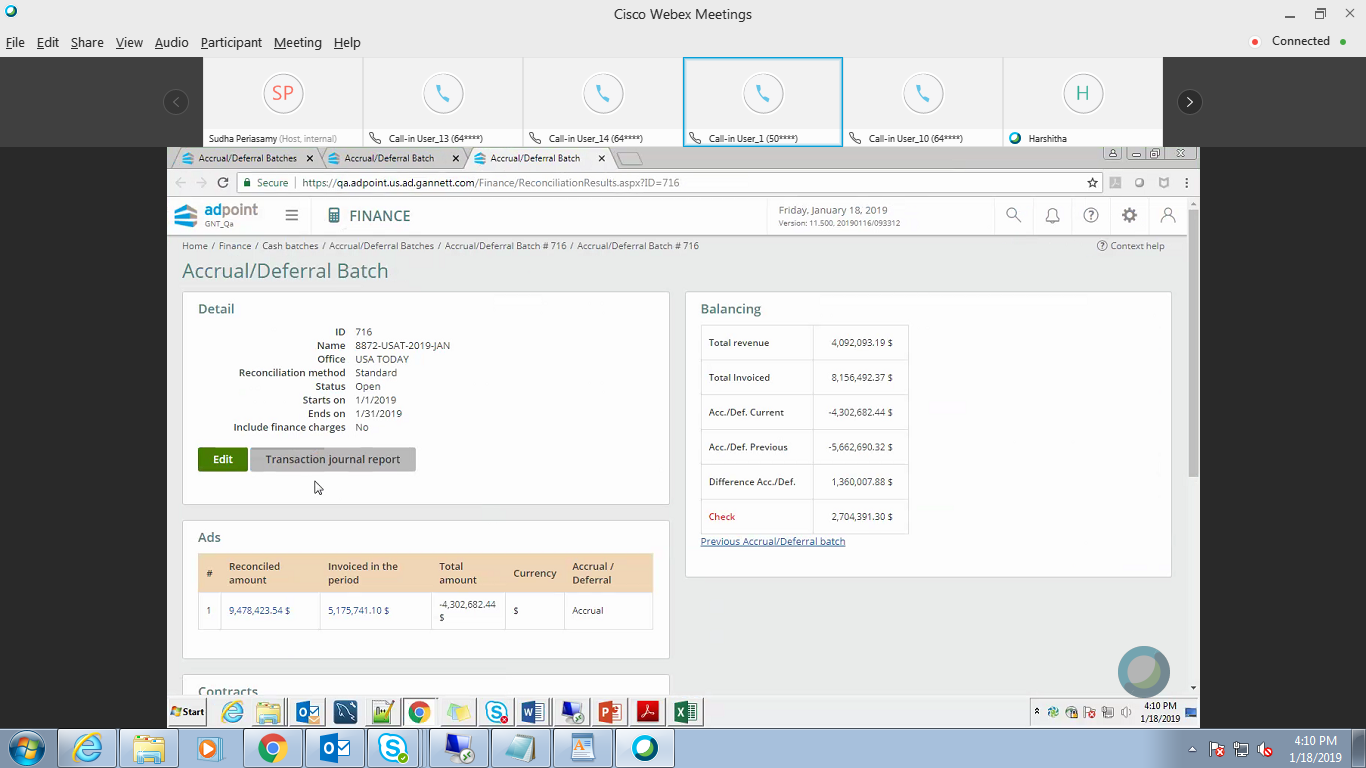 Cisco Webex Meetings
File Edit Share View Audio Participant Meeting Help
Connected
SP
H
Sudha Periasamy (Host, internal)
Call-in User_13 (64****)
Call-in User_14 (64****)
Call-in User_1 (50****)
Call-in User_10 (64****)
Harshitha
Accrual/Deferral Batches
Accrual/Deferral Batch
Accrual/Deferral Batch
Secure
https://qa.adpoint.us.ad.gannett.com/Finance/ReconciliationResults.aspx?ID=716
adpoint
GNT_Qa
FINANCE
Friday, January 18, 2019
Version: 11.500, 20190116/093312
Home / Finance / Cash batches / Accrual/Deferral Batches / Accrual/Deferral Batch # 716 / Accrual/Deferral Batch # 716
Context help
Accrual/Deferral Batch
Detail
ID 716
Name 8872-USAT-2019-JAN
Office USA TODAY
Reconciliation method Standard
Status Open
Starts on 1/1/2019
Ends on 1/31/2019
Include finance charges No
Edit
Transaction journal report
Balancing
Total revenue 4,092,093.19 $
Total Invoiced 8,156,492.37 $
Acc./Def. Current -4,302,682.44 $
Acc./Def. Previous -5,662,690.32 $
Difference Acc./Def. 1,360,007.88 $
Check 2,704,391.30 $
Previous Accrual/Deferral batch
Ads
# Reconciled amount Invoiced in the period Total amount Currency Accrual / Deferral
1 9,478,423.54 $ 5,175,741.10 $ -4,302,682.44 $ $ Accrual
Contracts
Start
4:10 PM
1/18/2019
4:10 PM
1/18/2019